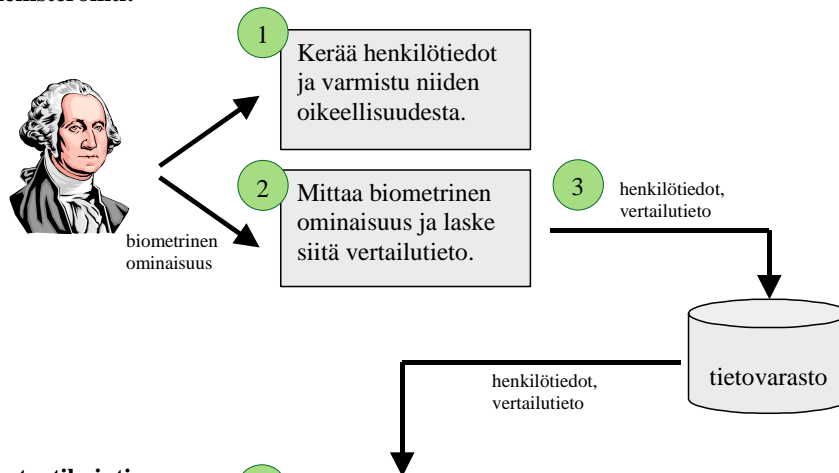 1
Kerää henkilötiedot
ja varmistu niiden
oikeellisuudesta.
2
Mittaa biometrinen
ominaisuus ja laske
siitä vertailutieto.
biometrinen
ominaisuus
3
henkilötiedot,
vertailutieto
tietovarasto
henkilötiedot,
vertailutieto